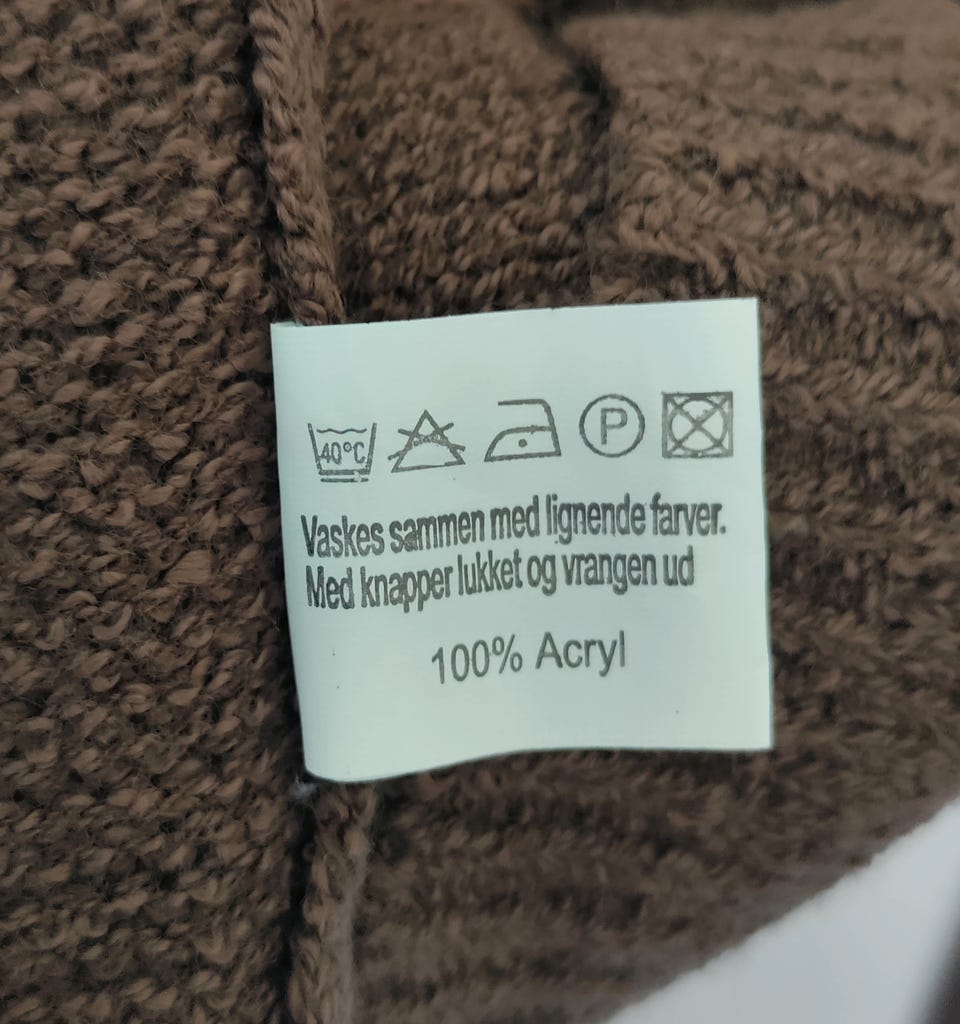 40°C P
Vaskes sammen med lignende farver.
Med knapper lukket og vrangen ud
100% Acryl